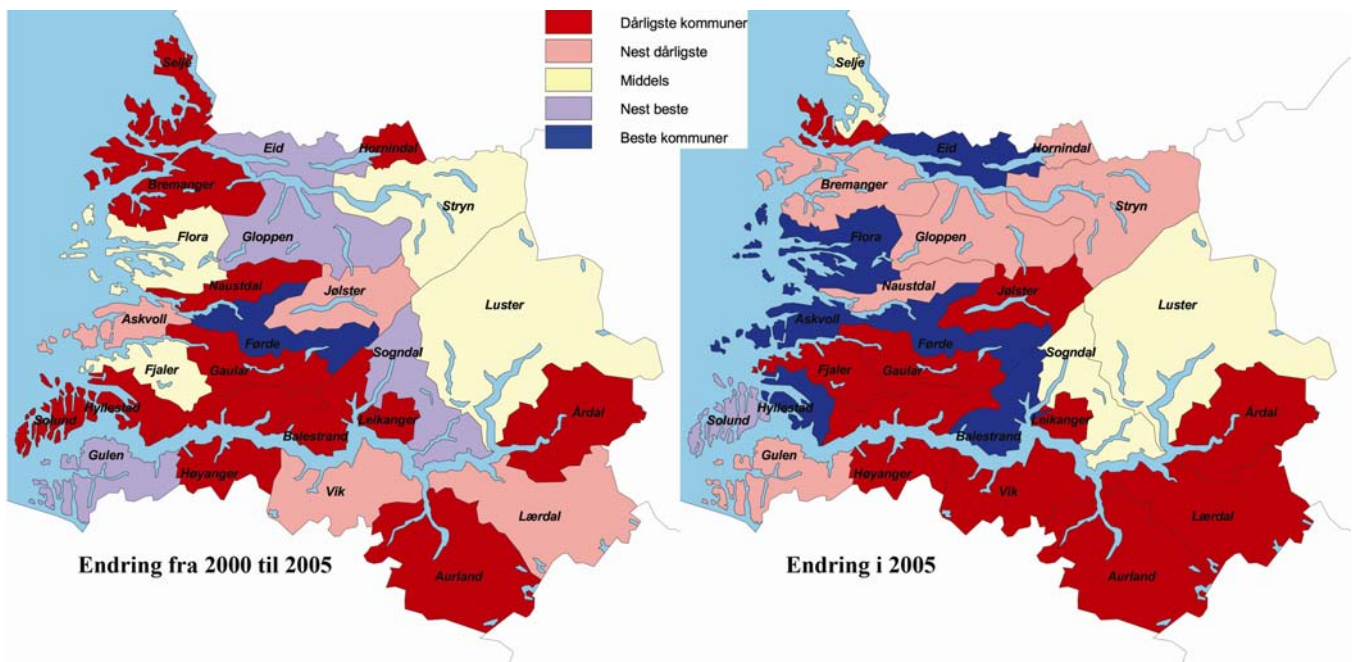 Dårligste kommuner
Nest dårligste
Middels
Nest beste
Beste kommuner
Selje
Eid
Hornindal
Bremanger
Stryn
Flora
Gloppen
Naustdal
Jølster
Luster
Askvoll
Førde
Sogndal
Fjaler
Gaular
Solund
Hyllestad
Leikanger
Årdal
Balestrand
Gulen
Høyanger
Vik
Lærdal
Aurland
Endring fra 2000 til 2005
Selje
Eid
Hornindal
Bremanger
Stryn
Flora
Gloppen
Naustdal
Jølster
Luster
Askvoll
Førde
Sogndal
Fjaler
Gaular
Solund
Hyllestad
Leikanger
Årdal
Balestrand
Gulen
Høyanger
Vik
Lærdal
Aurland
Endring i 2005